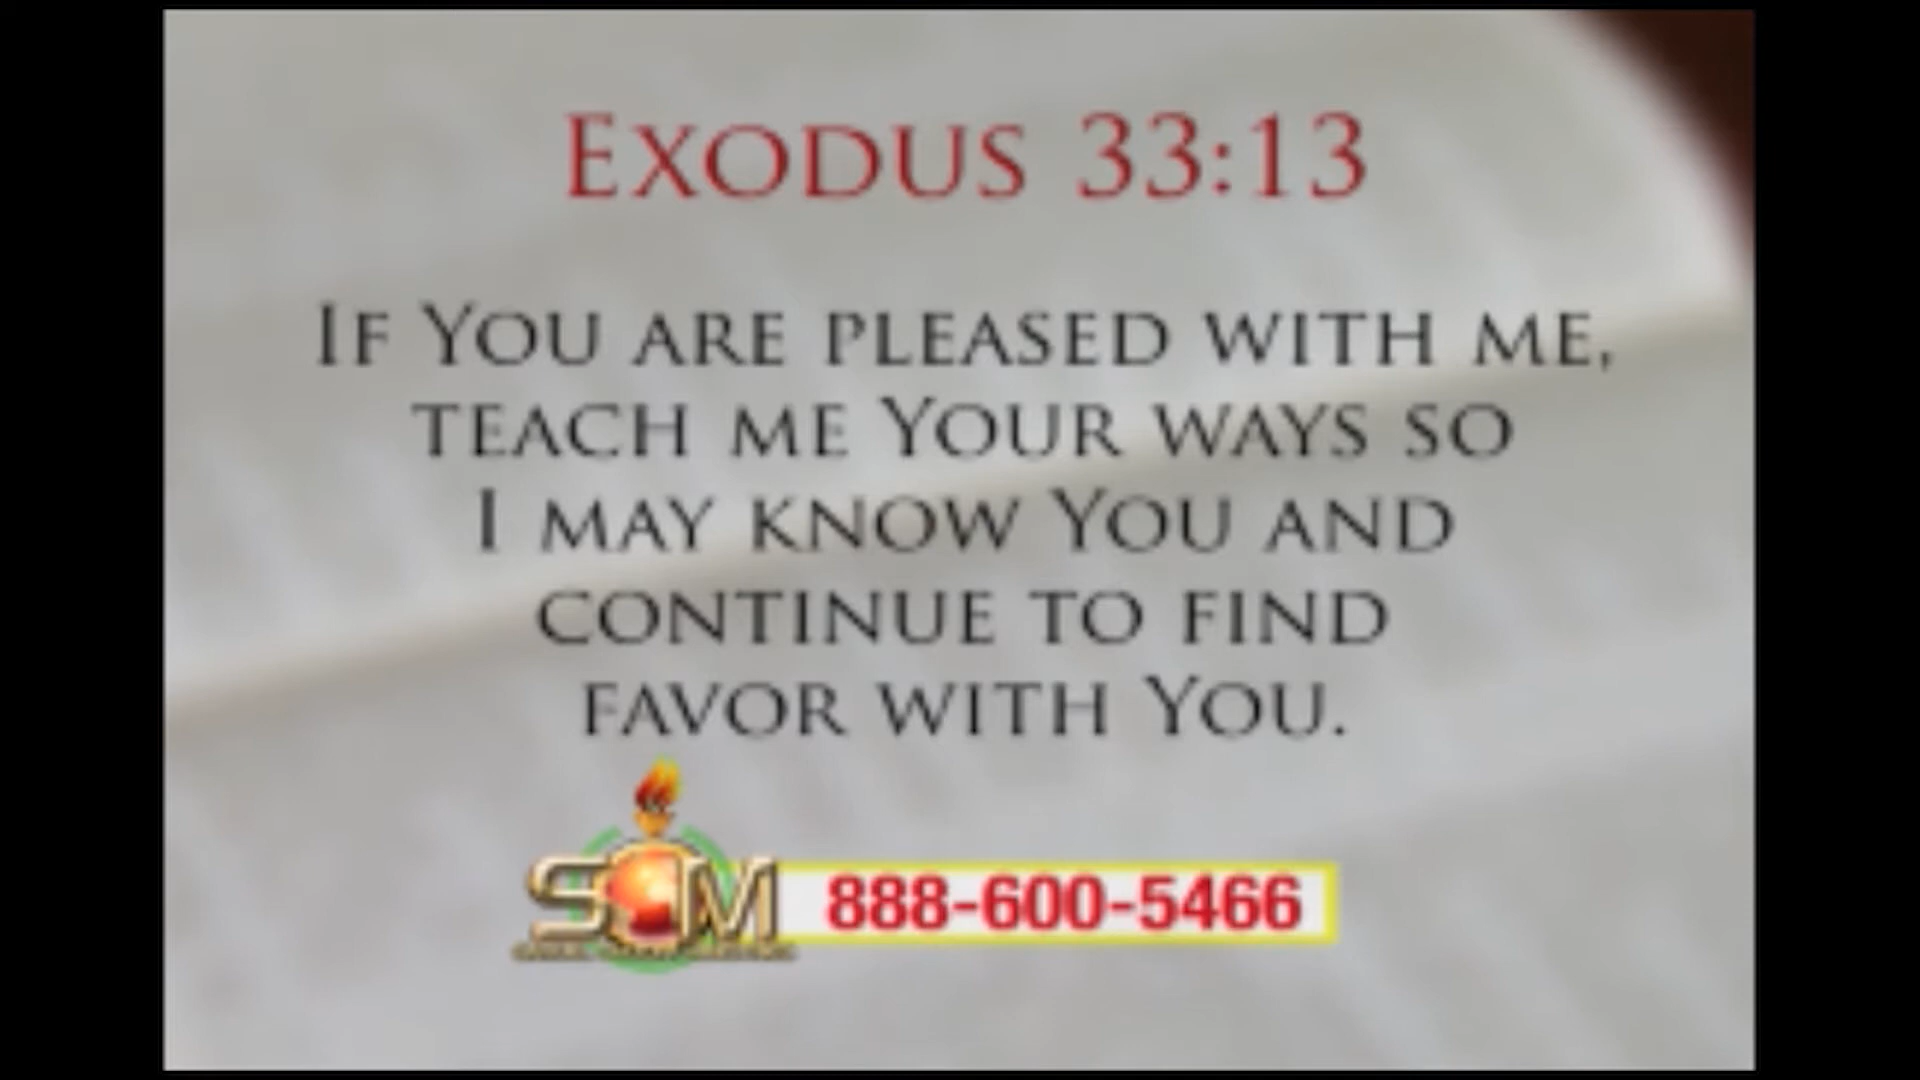 EXODUS 33:13
IF YOU ARE PLEASED WITH ME,
TEACH ME YOUR WAYS SO
I MAY KNOW YOU AND
CONTINUE TO FIND
FAVOR WITH YOU.
SOM
888-600-5466